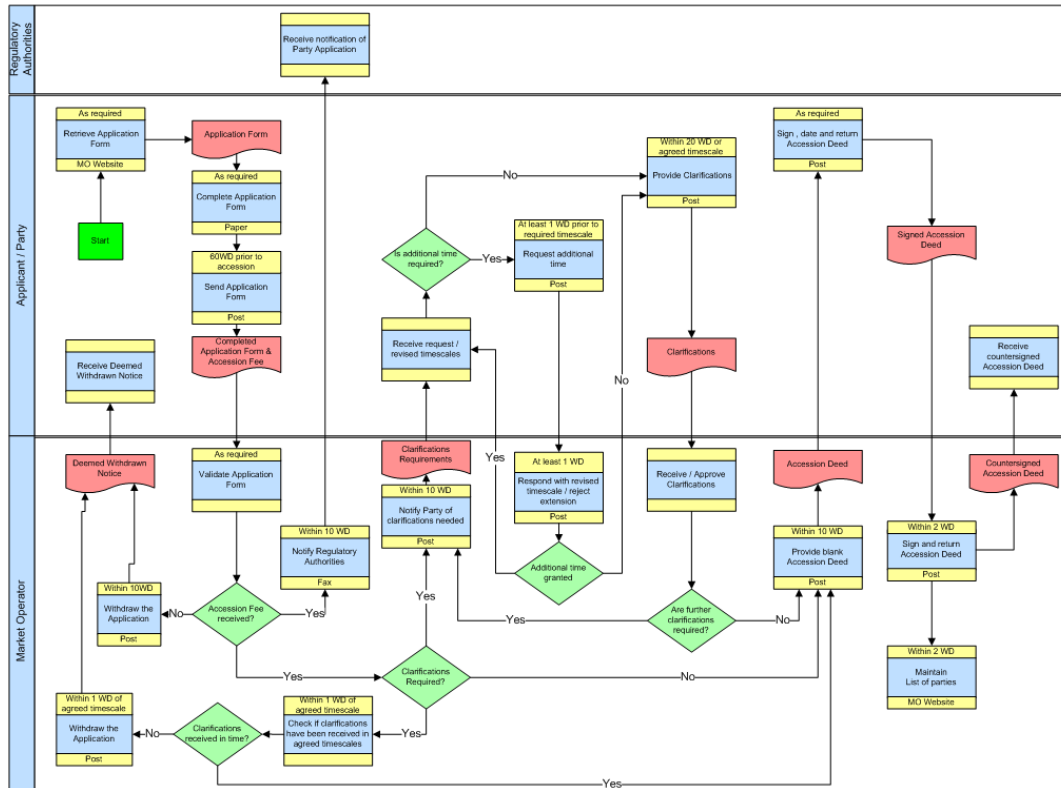 Regulatory
Authorities
Receive notification of
Party Application
Applicant / Party
As required
Retrieve Application
Form
MO Website
Application Form
As required
Complete Application
Form
Paper
Start
60WD prior to
accession
Send Application
Form
Post
Completed
Application Form &
Accession Fee
Receive Deemed
Withdrawn Notice
No
Is additional time
required?
Yes
At least 1 WD prior to
required timescale
Request additional
time
Post
Receive request /
revised timescales
Within 20 WD or
agreed timescale
Provide Clarifications
Post
No
Clarifications
As required
Sign , date and return
Accession Deed
Post
Signed Accession
Deed
Receive
countersigned
Accession Deed
Market Operator
Deemed Withdrawn
Notice
As required
Validate Application
Form
Clarifications
Requirements
Within 10 WD
Notify Party of
clarifications needed
Post
Yes
At least 1 WD
Respond with revised
timescale / reject
extension
Post
Receive / Approve
Clarifications
Accession Deed
Within 10 WD
Provide blank
Accession Deed
Post
Countersigned
Accession Deed
Within 2 WD
Sign and return
Accession Deed
Post
Within 10 WD
Notify Regulatory
Authorities
Fax
Additional time
granted
Within 10WD
Withdraw the
Application
Post
No
Accession Fee
received?
Yes
Yes
Yes
Are further
clarifications
required?
No
Yes
Clarifications
Required?
No
Within 2 WD
Maintain
List of parties
MO Website
Within 1 WD of
agreed timescale
Withdraw the
Application
Post
No
Clarifications
received in time?
Within 1 WD of
agreed timescale
Check if clarifications
have been received in
agreed timescales
Yes
Yes